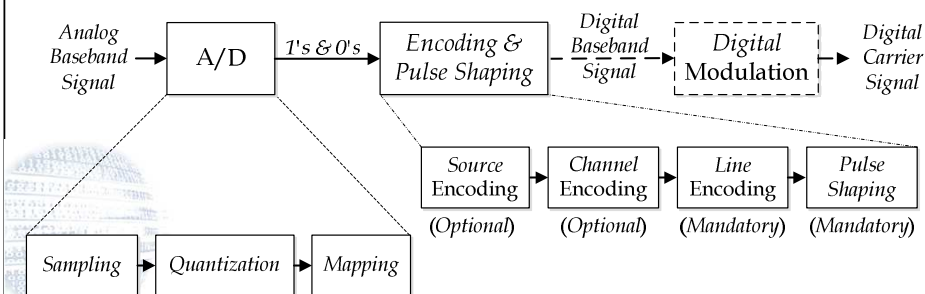 Analog
Baseband
Signal
A/D
1's & 0's
Encoding &
Pulse Shaping
Digital
Baseband
Signal
Digital
Modulation
Digital
Carrier
Signal
Source
Encoding
(Optional)
Channel
Encoding
(Optional)
Line
Encoding
(Mandatory)
Pulse
Shaping
(Mandatory)
Sampling
Quantization
Mapping